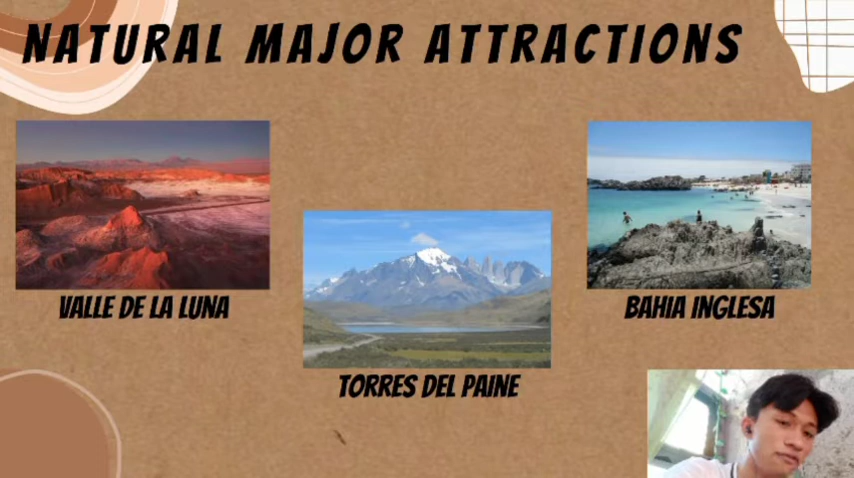 NATURAL MAJOR ATTRACTIONS
VALLE DE LA LUNA
TORRES DEL PAINE
BAHIA INGLESA